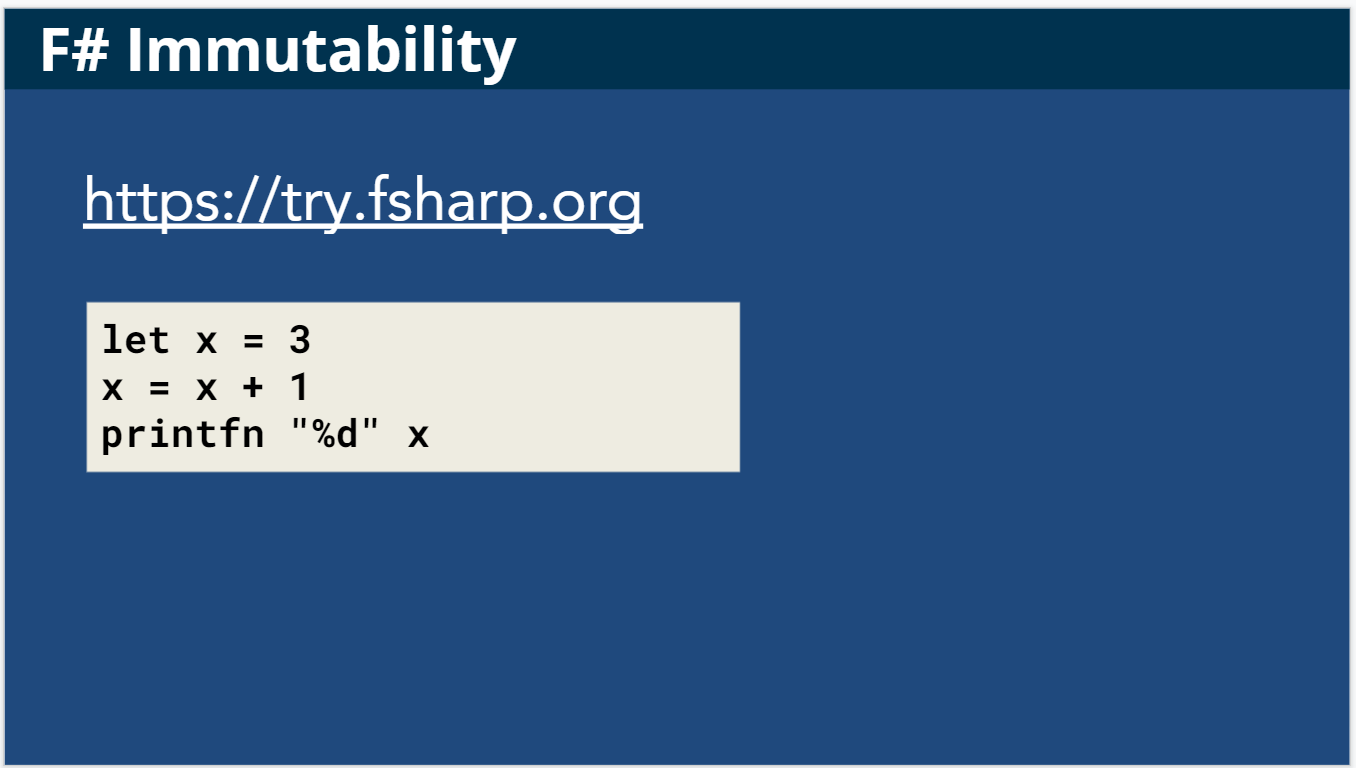 F# Immutability
https://try.fsharp.org
let x = 3
x = x + 1
printfn "%d" x